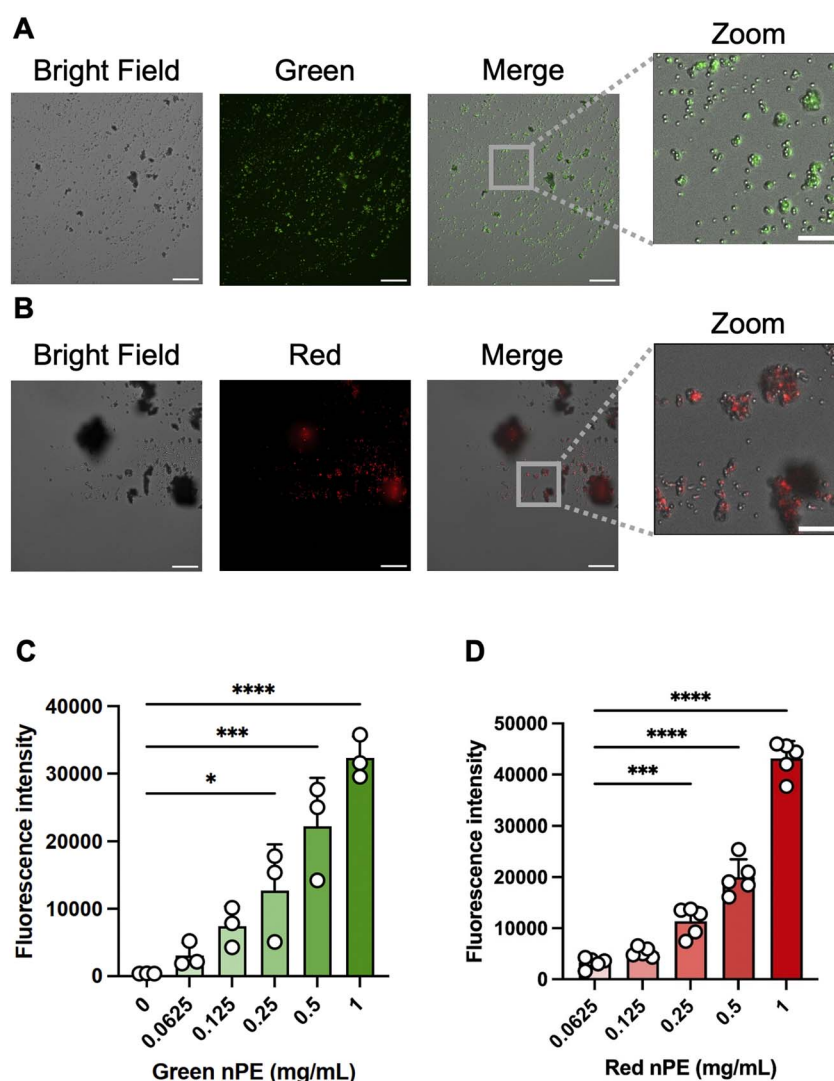 A
Bright Field Green Merge Zoom
B
Bright Field Red Merge Zoom
C
****
***
*
Fluorescence intensity
40000
30000
20000
10000
0
0 0.0625 0.125 0.25 0.5 1
Green nPE (mg/mL)
D
****
****
***
Fluorescence intensity
50000
40000
30000
20000
10000
0
0.0625 0.125 0.25 0.5 1
Red nPE (mg/mL)